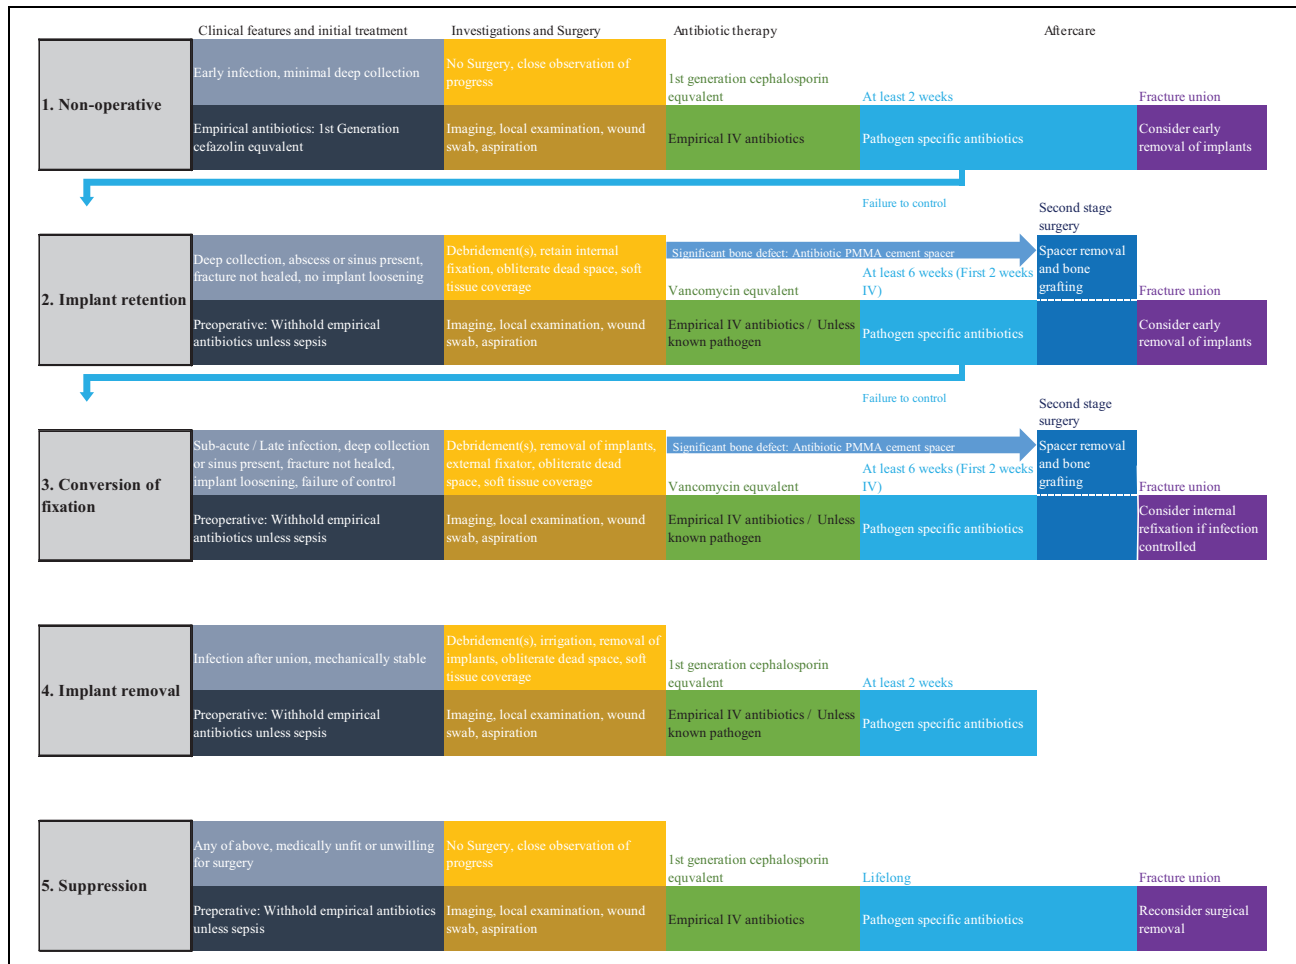 Clinical features and initial treatment
Investigations and Surgery
Antibiotic therapy
Aftercare
1. Non-operative
Early infection, minimal deep collection
No Surgery, close observation of
progress
1st generation cephalosporin
equvalent
At least 2 weeks
Fracture union
Empirical antibiotics: 1st Generation
cefazolin equvalent
Imaging, local examination, wound
swab, aspiration
Empirical IV antibiotics
Pathogen specific antibiotics
Consider early
removal of implants
Failure to control
Second stage
surgery
2. Implant retention
Deep collection, abscess or sinus present,
fracture not healed, no implant loosening
Debridement(s), retain internal
fixation, obliterate dead space, soft
tissue coverage
Significant bone defect: Antibiotic PMMA cement spacer
Vancomycin equvalent
At least 6 weeks (First 2 weeks
IV)
Spacer removal
and bone
grafting
Fracture union
Preoperative: Withhold empirical
antibiotics unless sepsis
Imaging, local examination, wound
swab, aspiration
Empirical IV antibiotics / Unless
known pathogen
Pathogen specific antibiotics
Consider early
removal of implants
Failure to control
Second stage
surgery
3. Conversion of
fixation
Sub-acute / Late infection, deep collection
or sinus present, fracture not healed,
implant loosening, failure of control
Debridement(s), removal of implants,
external fixator, obliterate dead
space, soft tissue coverage
Significant bone defect: Antibiotic PMMA cement spacer
Vancomycin equvalent
At least 6 weeks (First 2 weeks
IV)
Spacer removal
and bone
grafting
Fracture union
Preoperative: Withhold empirical
antibiotics unless sepsis
Imaging, local examination, wound
swab, aspiration
Empirical IV antibiotics / Unless
known pathogen
Pathogen specific antibiotics
Consider internal
refixation if infection
controlled
4. Implant removal
Infection after union, mechanically stable
Debridement(s), irrigation, removal of
implants, obliterate dead space, soft
tissue coverage
1st generation cephalosporin
equvalent
At least 2 weeks
Preoperative: Withhold empirical
antibiotics unless sepsis
Imaging, local examination, wound
swab, aspiration
Empirical IV antibiotics / Unless
known pathogen
Pathogen specific antibiotics
5. Suppression
Any of above, medically unfit or unwilling
for surgery
No Surgery, close observation of
progress
1st generation cephalosporin
equvalent
Lifelong
Fracture union
Preperative: Withhold empirical antibiotics
unless sepsis
Imaging, local examination, wound
swab, aspiration
Empirical IV antibiotics
Pathogen specific antibiotics
Reconsider surgical
removal